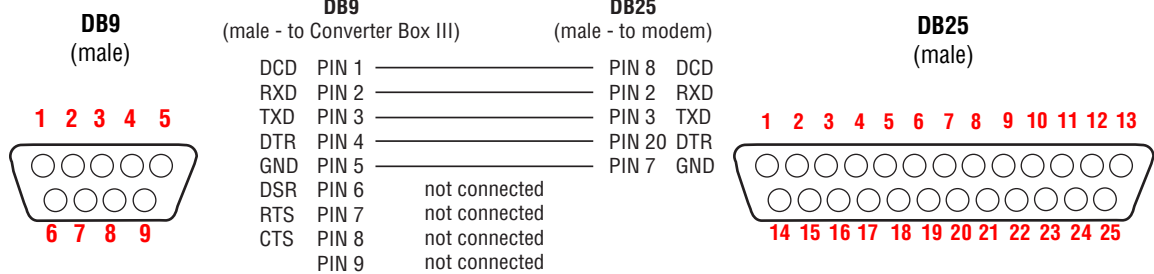 DB9
(male)
1 2 3 4 5
6 7 8 9
DB9
(male - to Converter Box III)
DB25
(male - to modem)
DCD PIN 1 PIN 8 DCD
RXD PIN 2 PIN 2 RXD
TXD PIN 3 PIN 3 TXD
DTR PIN 4 PIN 20 DTR
GND PIN 5 PIN 7 GND
DSR PIN 6 not connected
RTS PIN 7 not connected
CTS PIN 8 not connected
PIN 9 not connected
DB25
(male)
1 2 3 4 5 6 7 8 9 10 11 12 13
14 15 16 17 18 19 20 21 22 23 24 25